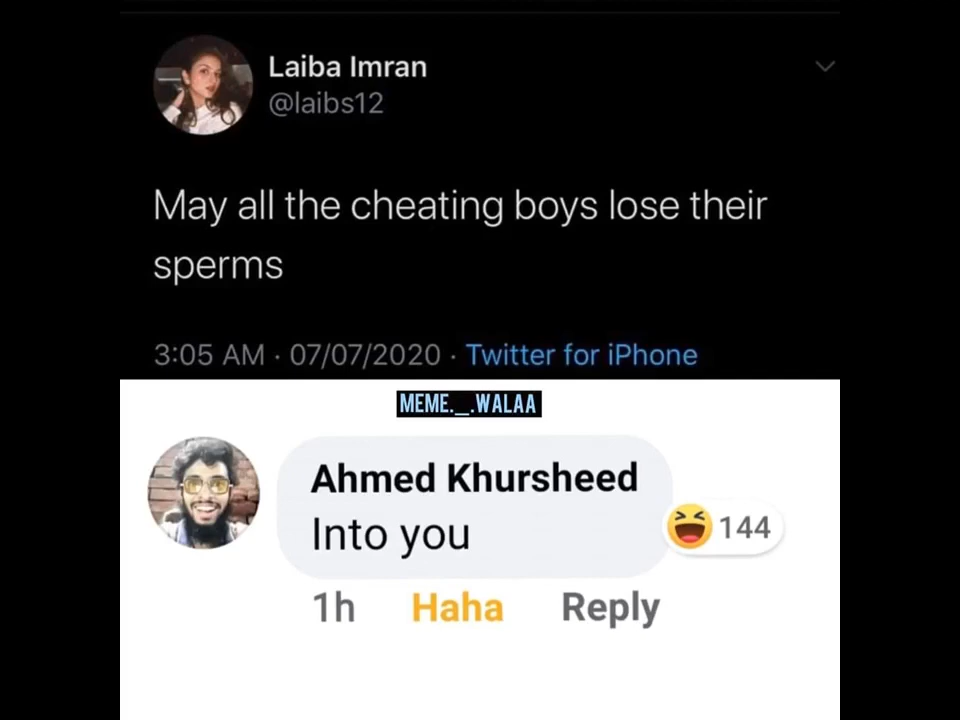 Laiba Imran
@laibs12
May all the cheating boys lose their
sperms
3:05 AM · 07/07/2020 · Twitter for iPhone
MEME._.WALAA
Ahmed Khursheed
Into you
144
1h Haha Reply